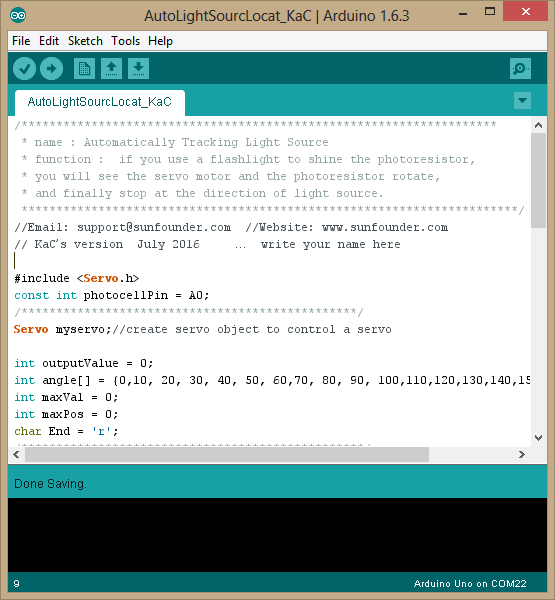 AutoLightSourcLocat_KaC | Arduino 1.6.3
File Edit Sketch Tools Help
AutoLightSourcLocat_KaC
/********************************************************************
* name : Automatically Tracking Light Source
* function :  if you use a flashlight to shine the photoresistor,
* you will see the servo motor and the photoresistor rotate,
* and finally stop at the direction of light source.
***********************************************************************/
//Email: support@sunfounder.com  //Website: www.sunfounder.com
// KaC's version  July 2016     ...  write your name here
#include <Servo.h>
const int photocellPin = A0;
/************************************************/
Servo myservo;//create servo object to control a servo
int outputValue = 0;
int angle[] = {0,10, 20, 30, 40, 50, 60,70, 80, 90, 100,110,120,130,140,15
int maxVal = 0;
int maxPos = 0;
char End = 'r';
/**************************************************/
Done Saving.
9
Arduino Uno on COM22